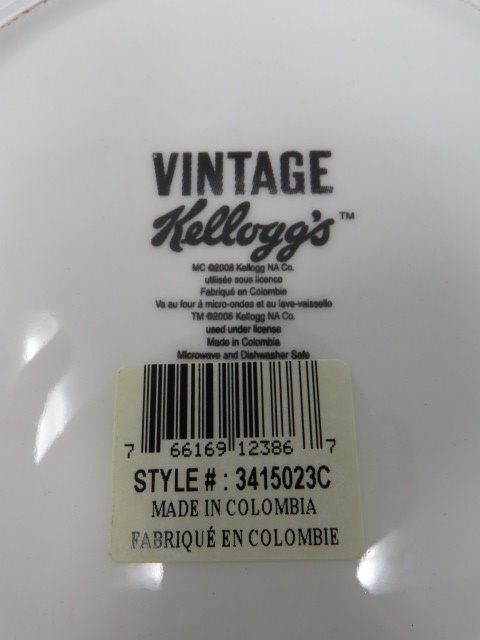 VINTAGE
Kellogg's™
MC ©2008 Kellogg NA Co.
utilisée sous licence
Fabriqué en Colombie
Va au four à micro-ondes et au lave-vaisselle
TM ©2008 Kellogg NA Co.
used under license
Made in Colombia
Microwave and Dishwasher Safe
7 66169 12386 7
STYLE # : 3415023C
MADE IN COLOMBIA
FABRIQUÉ EN COLOMBIE